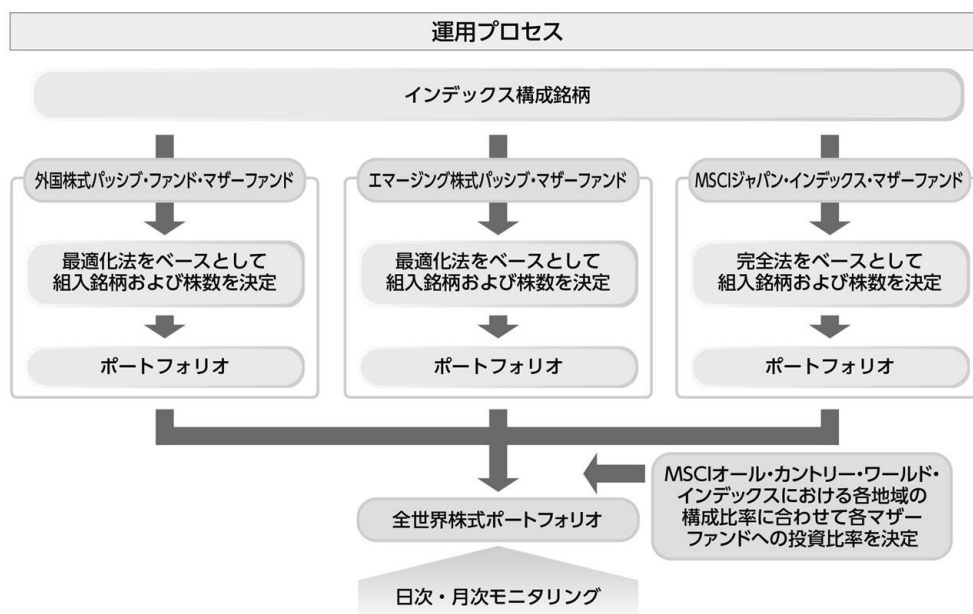 運用プロセス
インデックス構成銘柄
外国株式パッシブ・ファンド・マザーファンド
最適化法をベースとして
組入銘柄および株数を決定
ポートフォリオ
エマージング株式パッシブ・マザーファンド
最適化法をベースとして
組入銘柄および株数を決定
ポートフォリオ
MSCIジャパン・インデックス・マザーファンド
完全法をベースとして
組入銘柄および株数を決定
ポートフォリオ
MSCIオール・カントリー・ワールド・
インデックスにおける各地域の
構成比率に合わせて各マザー
ファンドへの投資比率を決定
全世界株式ポートフォリオ
日次・月次モニタリング